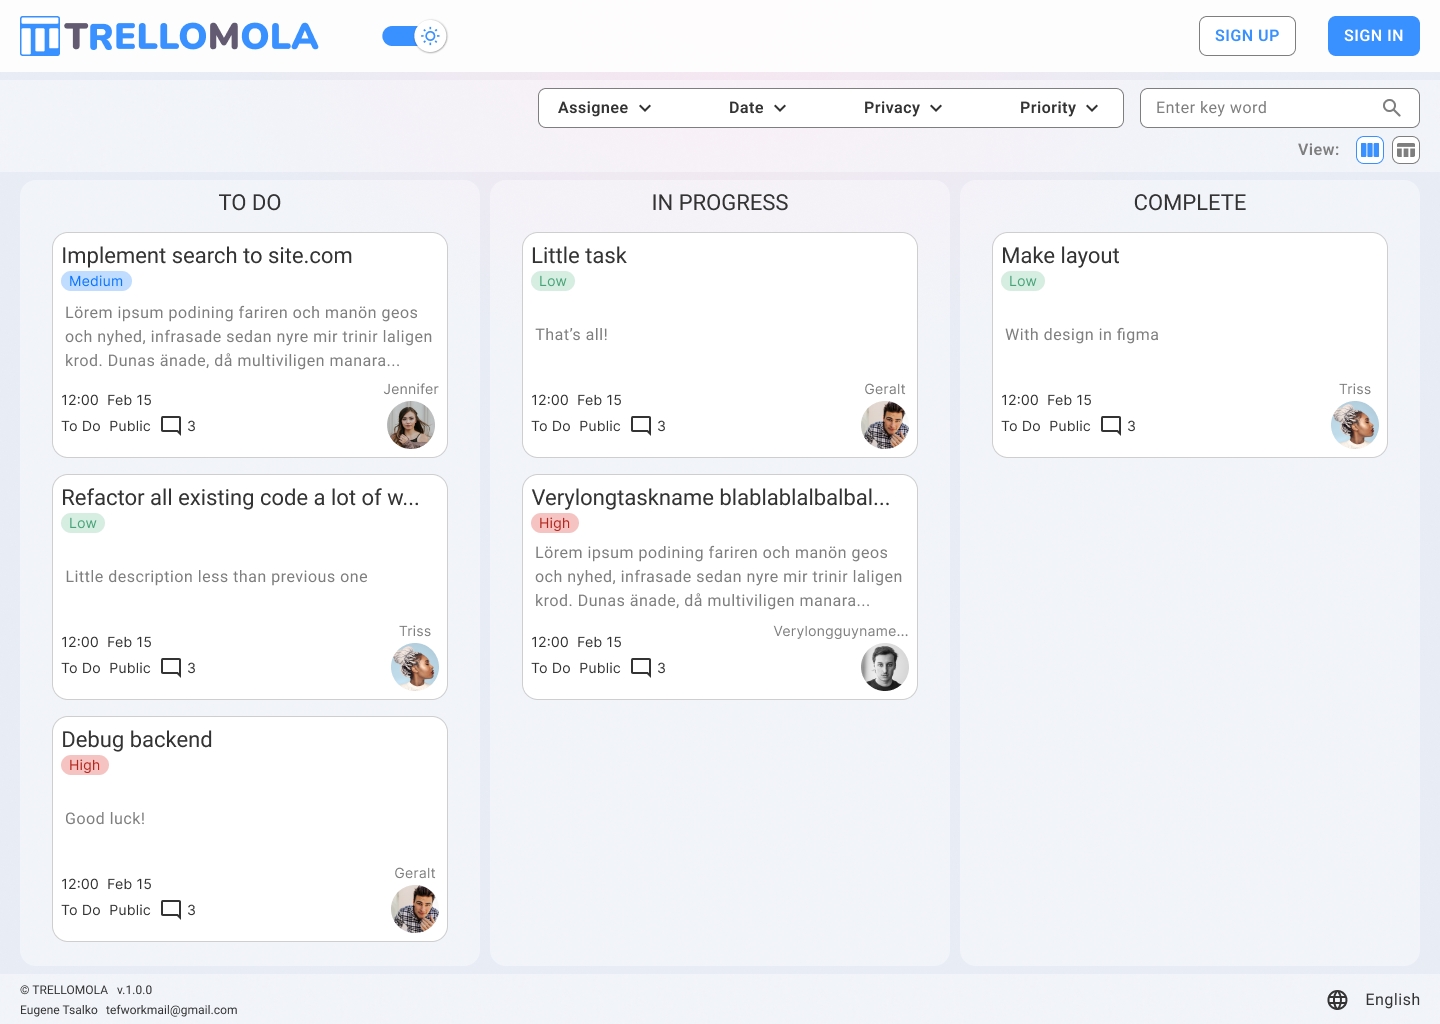 TRELLOMOLA
SIGN UP
SIGN IN
Assignee
Date
Privacy
Priority
Enter key word
View:
TO DO
Implement search to site.com
Medium
Lörem ipsum podining fariren och manön geos
och nyhed, infrasade sedan nyre mir trinir laligen
krod. Dunas änade, då multiviligen manara...
Jennifer
12:00 Feb 15
To Do Public 3
Refactor all existing code a lot of w...
Low
Little description less than previous one
Triss
12:00 Feb 15
To Do Public 3
Debug backend
High
Good luck!
Geralt
12:00 Feb 15
To Do Public 3
IN PROGRESS
Little task
Low
That’s all!
Geralt
12:00 Feb 15
To Do Public 3
Verylongtaskname blablablalbalbal...
High
Lörem ipsum podining fariren och manön geos
och nyhed, infrasade sedan nyre mir trinir laligen
krod. Dunas änade, då multiviligen manara...
Verylongguyname...
12:00 Feb 15
To Do Public 3
COMPLETE
Make layout
Low
With design in figma
Triss
12:00 Feb 15
To Do Public 3
© TRELLOMOLA v.1.0.0
Eugene Tsalko tefworkmail@gmail.com
English